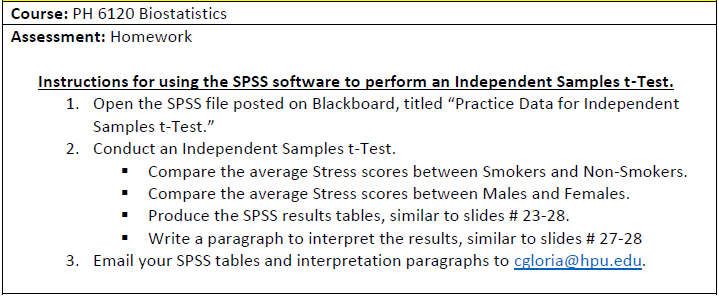 Course: PH 6120 Biostatistics
Assessment: Homework
Instructions for using the SPSS software to perform an Independent Samples t-Test.
1. Open the SPSS file posted on Blackboard, titled “Practice Data for Independent
Samples t-Test.”
2. Conduct an Independent Samples t-Test.
▪ Compare the average Stress scores between Smokers and Non-Smokers.
▪ Compare the average Stress scores between Males and Females.
▪ Produce the SPSS results tables, similar to slides # 23-28.
▪ Write a paragraph to interpret the results, similar to slides # 27-28
3. Email your SPSS tables and interpretation paragraphs to cgloria@hpu.edu.